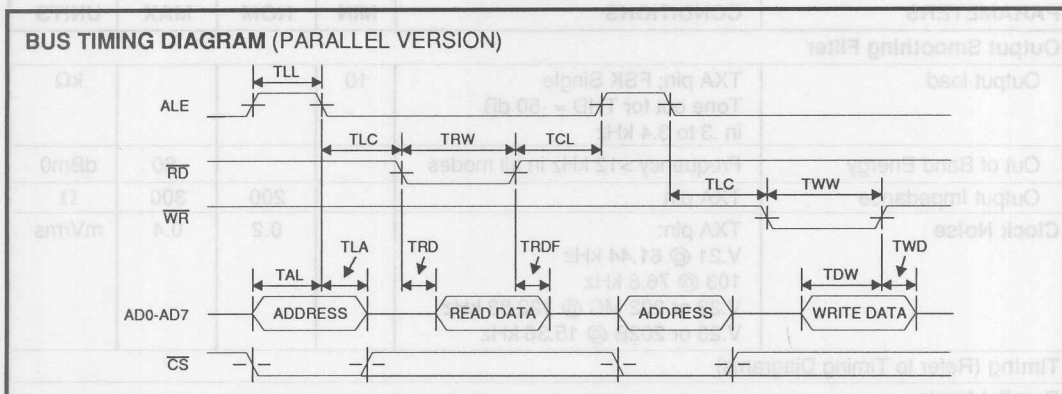 BUS TIMING DIAGRAM (PARALLEL VERSION)
TLL
ALE
TLC TRW TCL
RD
TLC TWW
WR
TLA TRD TRDF TWD
TAL TDW
AD0-AD7 ADDRESS READ DATA ADDRESS WRITE DATA
CS